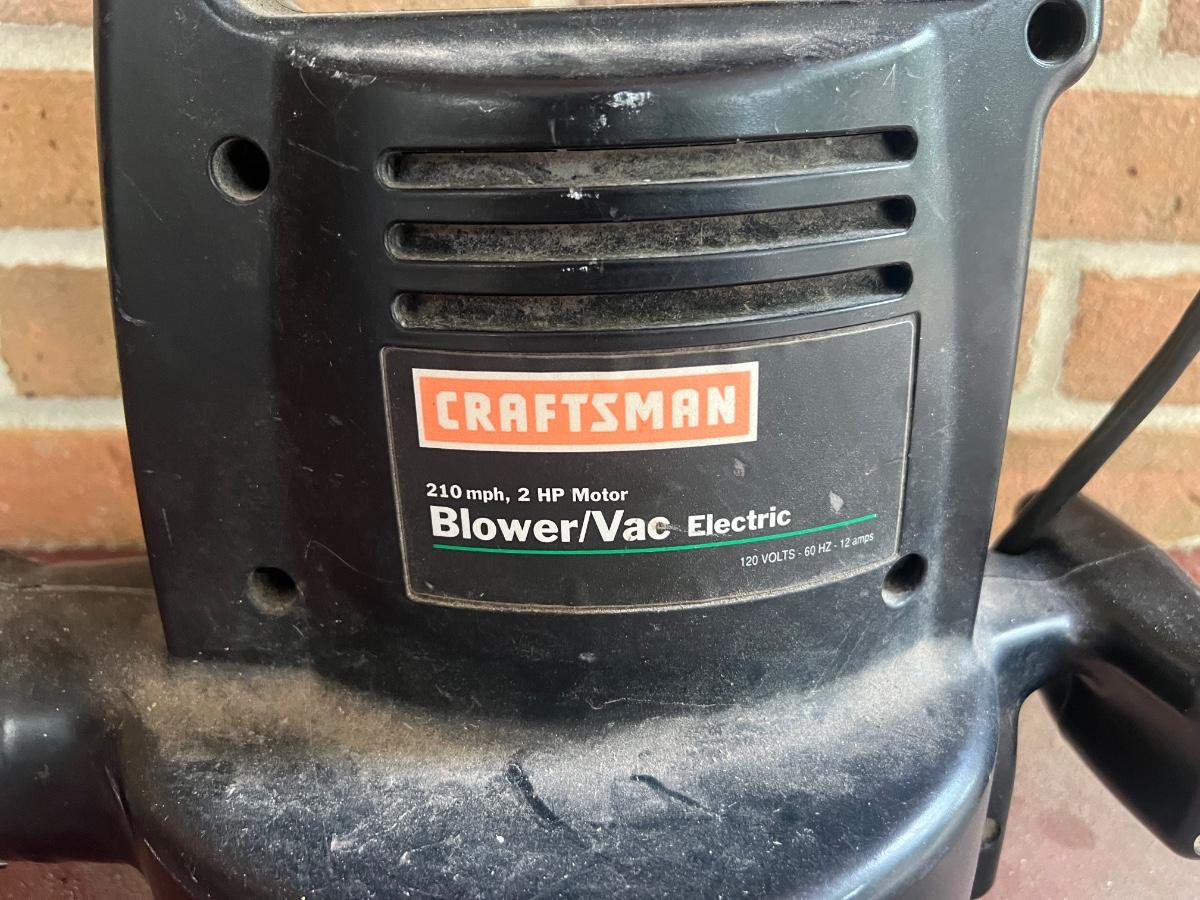 CRAFTSMAN
210 mph, 2 HP Motor
Blower/Vac Electric
120 VOLTS - 60 HZ - 12 amps